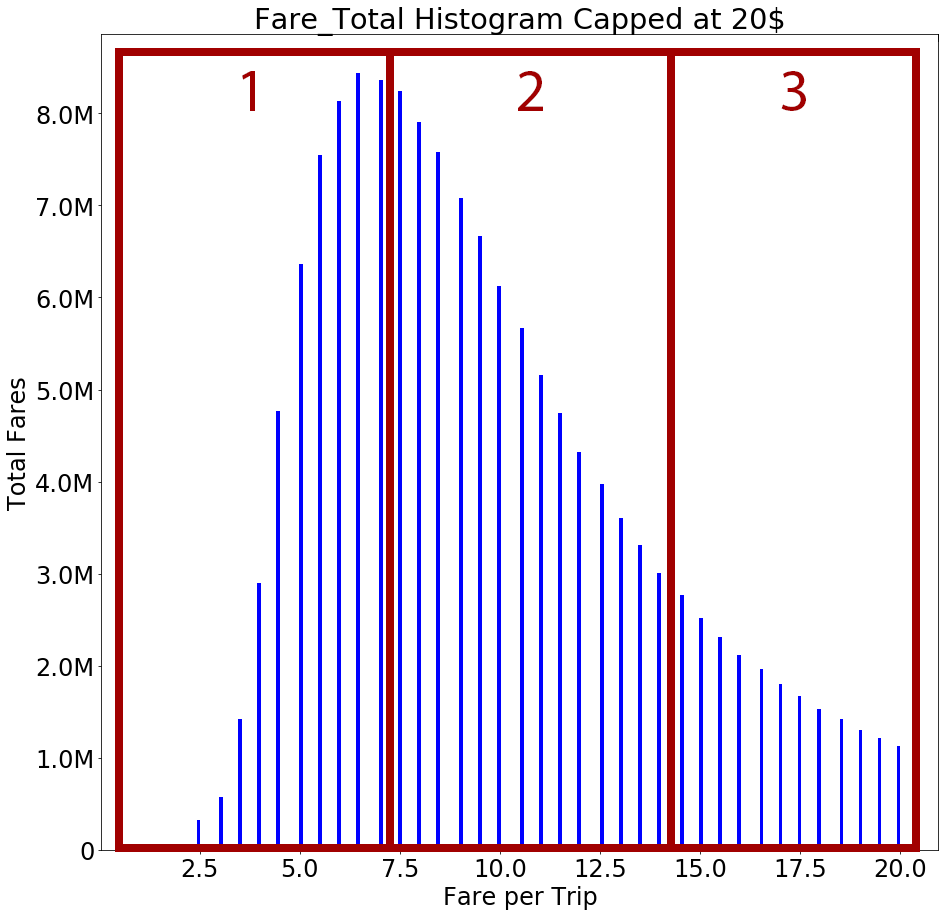 Fare_Total Histogram Capped at 20$
1 2 3
8.0M
7.0M
6.0M
5.0M
4.0M
3.0M
2.0M
1.0M
0
Total Fares
2.5 5.0 7.5 10.0 12.5 15.0 17.5 20.0
Fare per Trip